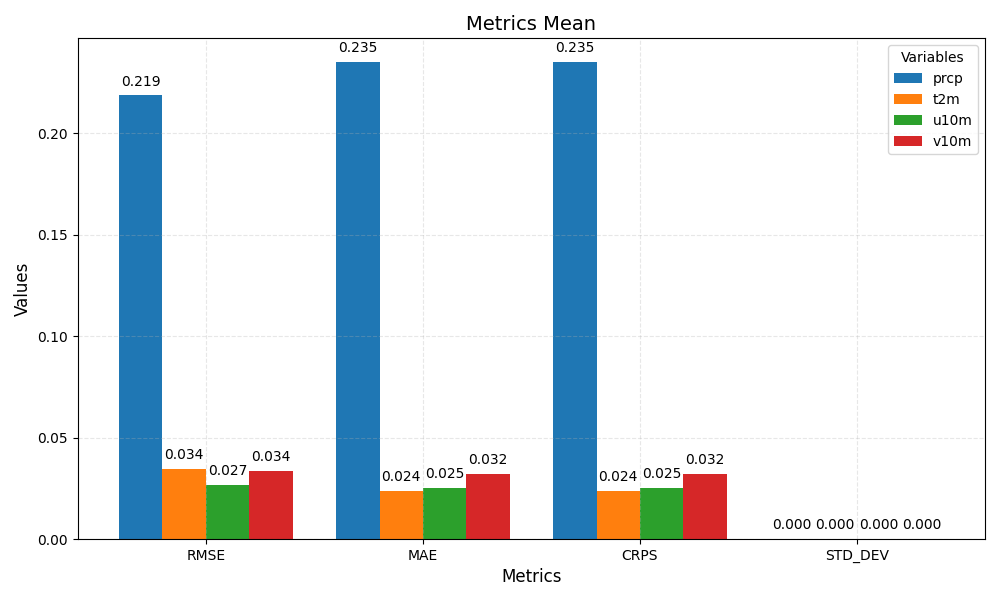 Metrics Mean
Values
0.20
0.15
0.10
0.05
0.00
0.219
0.034
0.027
0.034
0.235
0.024
0.025
0.032
0.235
0.024
0.025
0.032
0.000 0.000 0.000 0.000
Variables
prcp
t2m
u10m
v10m
RMSE MAE CRPS STD_DEV
Metrics